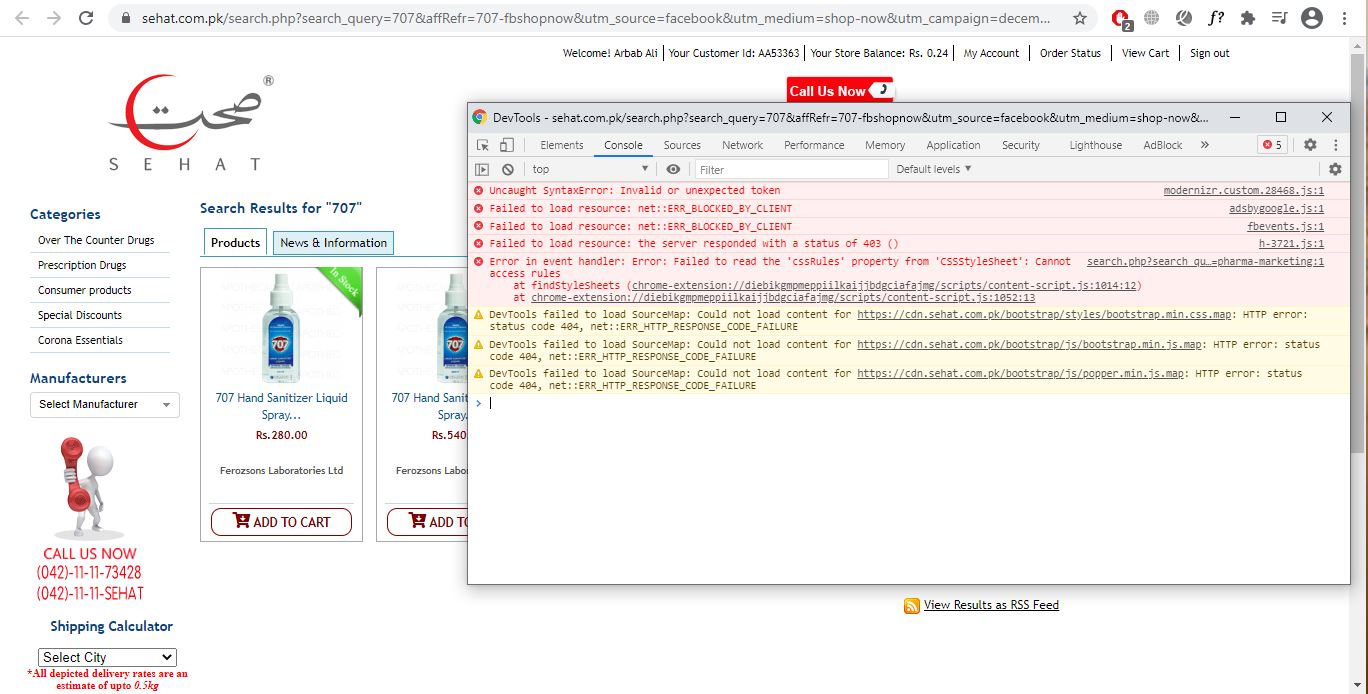 sehat.com.pk/search.php?search_query=707&affRefr=707-fbshopnow&utm_source=facebook&utm_medium=shop-now&utm_campaign=decem...
2
f?
Welcome! Arbab Ali Your Customer Id: AA53363 Your Store Balance: Rs. 0.24 My Account Order Status View Cart Sign out
صحت
®
SEHAT
Call Us Now
DevTools - sehat.com.pk/search.php?search_query=707&affRefr=707-fbshopnow&utm_source=facebook&utm_medium=shop-now&...
Elements Console Sources Network Performance Memory Application Security Lighthouse AdBlock » 5
top Filter Default levels
Uncaught SyntaxError: Invalid or unexpected token modernizr.custom.28468.js:1
Failed to load resource: net::ERR_BLOCKED_BY_CLIENT adsbygoogle.js:1
Failed to load resource: net::ERR_BLOCKED_BY_CLIENT fbevents.js:1
Failed to load resource: the server responded with a status of 403 () h-3721.js:1
Error in event handler: Error: Failed to read the 'cssRules' property from 'CSSStyleSheet': Cannot search.php?search_qu…=pharma-marketing:1
access rules
at findStyleSheets (chrome-extension://diebikgmpmeppiilkaijjbdgciafajmg/scripts/content-script.js:1014:12)
at chrome-extension://diebikgmpmeppiilkaijjbdgciafajmg/scripts/content-script.js:1052:13
DevTools failed to load SourceMap: Could not load content for https://cdn.sehat.com.pk/bootstrap/styles/bootstrap.min.css.map: HTTP error:
status code 404, net::ERR_HTTP_RESPONSE_CODE_FAILURE
DevTools failed to load SourceMap: Could not load content for https://cdn.sehat.com.pk/bootstrap/js/bootstrap.min.js.map: HTTP error: status
code 404, net::ERR_HTTP_RESPONSE_CODE_FAILURE
DevTools failed to load SourceMap: Could not load content for https://cdn.sehat.com.pk/bootstrap/js/popper.min.js.map: HTTP error: status
code 404, net::ERR_HTTP_RESPONSE_CODE_FAILURE
Categories
Over The Counter Drugs
Prescription Drugs
Consumer products
Special Discounts
Corona Essentials
Manufacturers
Select Manufacturer
CALL US NOW
(042)-11-11-73428
(042)-11-11-SEHAT
Shipping Calculator
Select City
*All depicted delivery rates are an
estimate of upto 0.5kg
Search Results for "707"
Products News & Information
In Stock
707
707 Hand Sanitizer Liquid
Spray...
Rs.280.00
Ferozsons Laboratories Ltd
ADD TO CART
707
707 Hand San
Spray.
Rs.540
Ferozsons Labor
ADD TO
View Results as RSS Feed